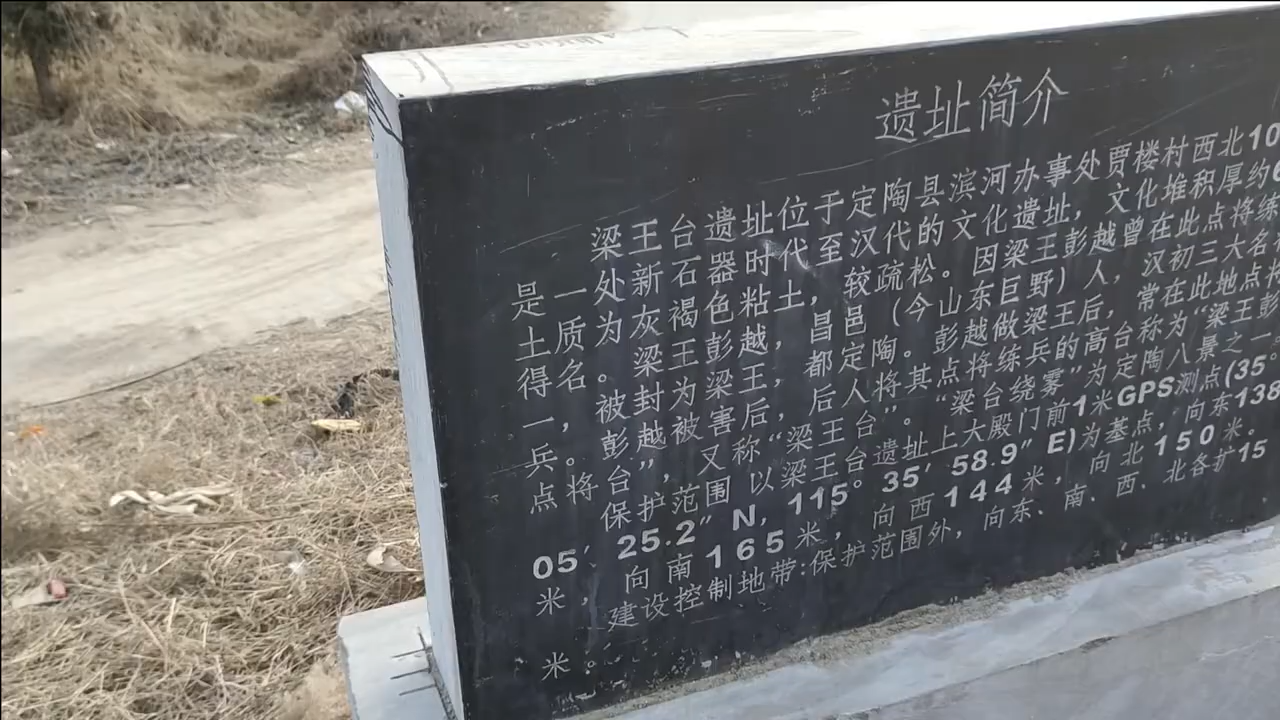 遗址简介
梁王台遗址位于定陶县滨河办事处贾楼村西北10
是一处新石器时代至汉代的文化遗址，文化堆积厚约
土质为灰褐色粘土，较疏松。因梁王彭越曾在此点将练
得名。梁王彭越，昌邑（今山东巨野）人，汉初三大名
一，被封为梁王，都定陶。彭越做梁王后，常在此地点将
兵。彭越被害后，后人将其点将练兵的高台称为“梁王彭
点将台”，又称“梁王台”。“梁台绕雾”为定陶八景之一。
保护范围 以梁王台遗址上大殿门前1米GPS测点(35°
05′25.2″N，115°35′58.9″E)为基点，向东138
米，向南165米，向西144米，向北150米。
建设控制地带:保护范围外，向东、南、西、北各扩15
米。